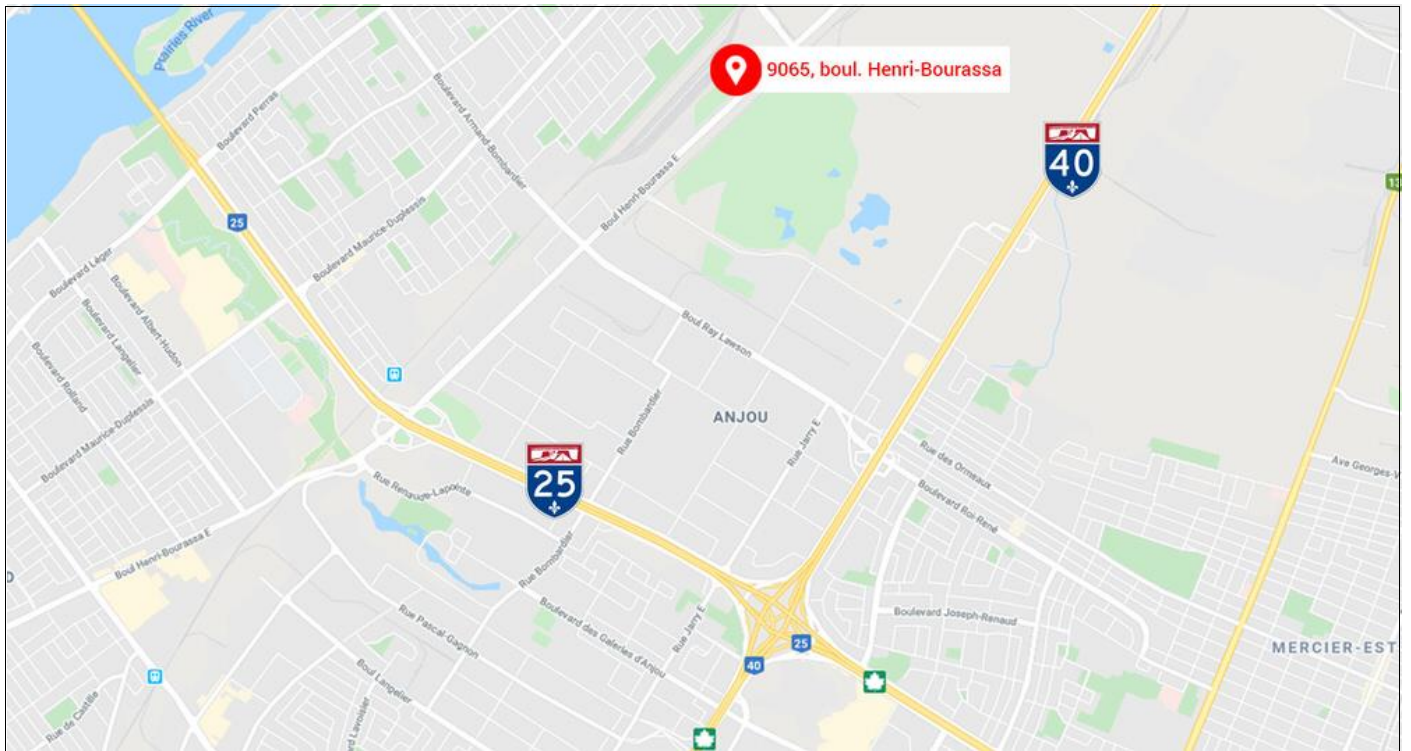 Prairies River
9065, boul. Henri-Bourassa
Boulevard Perras
Boulevard Armand-Bombardier
40
13
25
Boul Henri-Bourassa E
Boulevard Maurice-Duplessis
Boulevard Léger
Boulevard Albert-Hudon
Boulevard Langelier
Boulevard Rolland
Boul Ray Lawson
Boulevard Maurice-Duplessis
Rue Bombardier
ANJOU
Rue Jarry E
Rue des Ormeaux
Ave Georges-V
25
Rue Renaude-Lapointe
Boulevard Roi-René
Boul Henri-Bourassa E
Rue Bombardier
Boulevard des Galeries d'Anjou
Rue Jarry E
Boulevard Joseph-Renaud
Rue Pascal-Gagnon
25
MERCIER-EST
40
Boul Langelier
Rue de Castille
rd Lavoisier